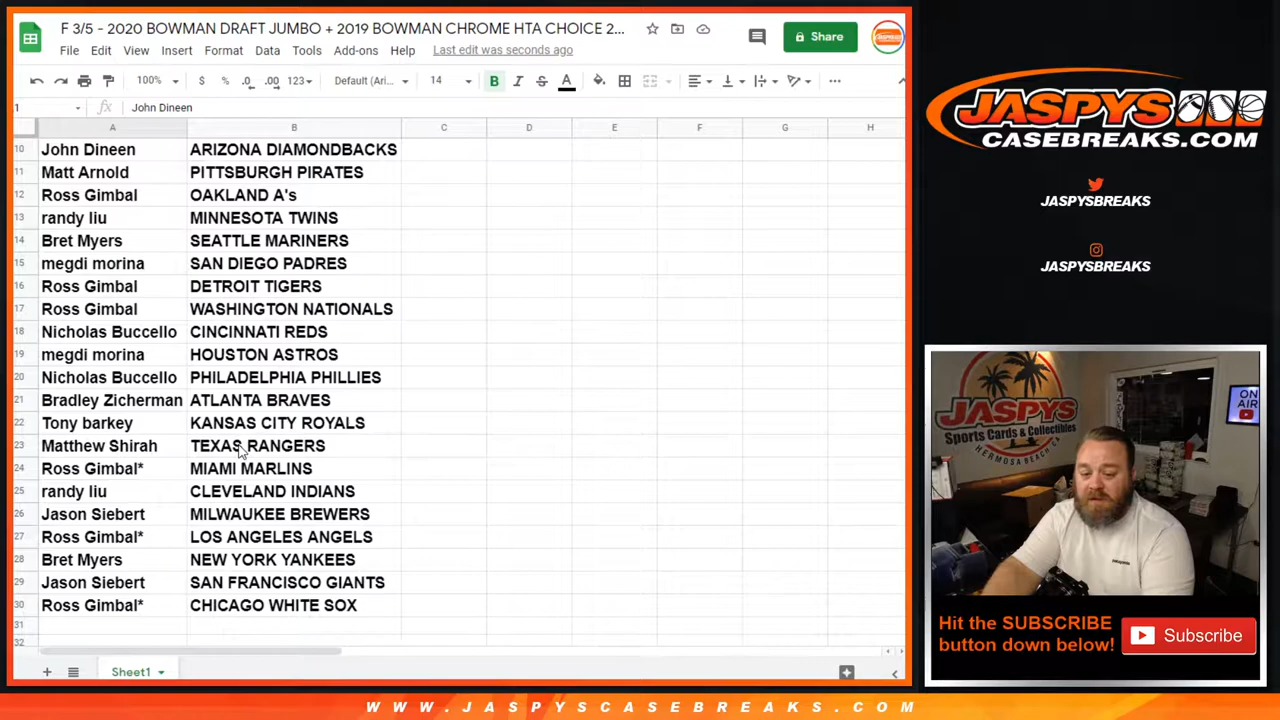 F 3/5 - 2020 BOWMAN DRAFT JUMBO + 2019 BOWMAN CHROME HTA CHOICE 2...
File Edit View Insert Format Data Tools Add-ons Help Last edit was seconds ago
Share
100% $ % .0 .00 123 Default (Ari... 14 B I S A
1 fx John Dineen
A B C D E F G H
10 John Dineen ARIZONA DIAMONDBACKS
11 Matt Arnold PITTSBURGH PIRATES
12 Ross Gimbal OAKLAND A's
13 randy liu MINNESOTA TWINS
14 Bret Myers SEATTLE MARINERS
15 megdi morina SAN DIEGO PADRES
16 Ross Gimbal DETROIT TIGERS
17 Ross Gimbal WASHINGTON NATIONALS
18 Nicholas Buccello CINCINNATI REDS
19 megdi morina HOUSTON ASTROS
20 Nicholas Buccello PHILADELPHIA PHILLIES
21 Bradley Zicherman ATLANTA BRAVES
22 Tony barkey KANSAS CITY ROYALS
23 Matthew Shirah TEXAS RANGERS
24 Ross Gimbal* MIAMI MARLINS
25 randy liu CLEVELAND INDIANS
26 Jason Siebert MILWAUKEE BREWERS
27 Ross Gimbal* LOS ANGELES ANGELS
28 Bret Myers NEW YORK YANKEES
29 Jason Siebert SAN FRANCISCO GIANTS
30 Ross Gimbal* CHICAGO WHITE SOX
31
32
Sheet1
JASPYS
CASEBREAKS.COM
JASPYSBREAKS
JASPYSBREAKS
JASPYS
Sports Cards & Collectibles
HERMOSA BEACH CA
ON
AIR
Hit the SUBSCRIBE
button down below!
Subscribe
WWW.JASPYSCASEBREAKS.COM